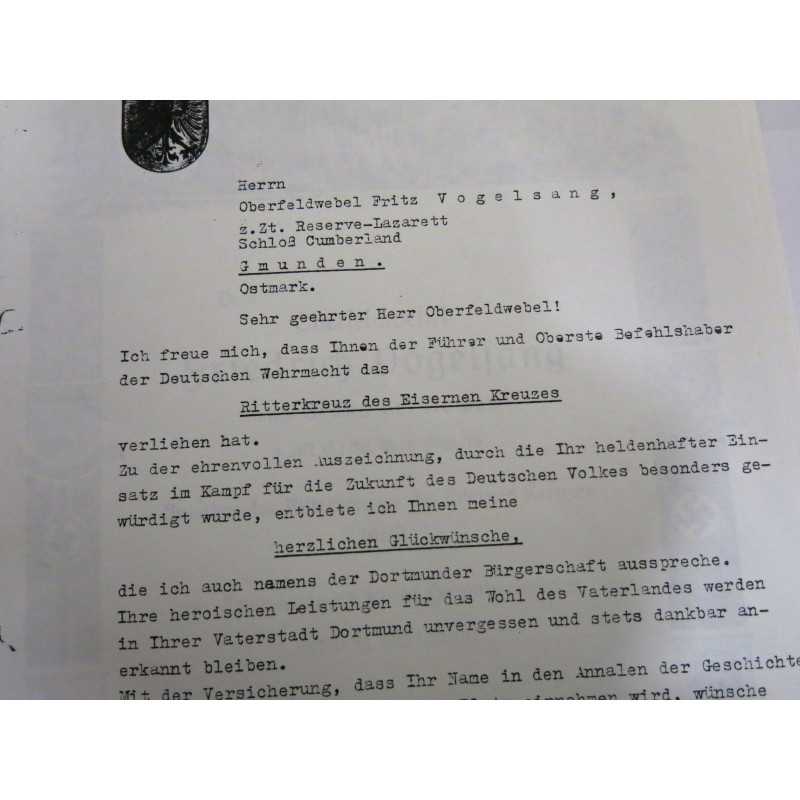 Herrn
Oberfeldwebel Fritz V o g e l s a n g ,
z.Zt. Reserve-Lazarett
Schloß Cumberland
G m u n d e n .
Ostmark.
Sehr geehrter Herr Oberfeldwebel!
Ich freue mich, dass Ihnen der Führer und Oberste Befehlshaber
der Deutschen Wehrmacht das
Ritterkreuz des Eisernen Kreuzes
verliehen hat.
Zu der ehrenvollen Auszeichnung, durch die Ihr heldenhafter Ein-
satz im Kampf für die Zukunft des Deutschen Volkes besonders ge-
würdigt wurde, entbiete ich Ihnen meine
herzlichen Glückwünsche,
die ich auch namens der Dortmunder Bürgerschaft ausspreche.
Ihre heroischen Leistungen für das Wohl des Vaterlandes werden
in Ihrer Vaterstadt Dortmund unvergessen und stets dankbar an-
erkannt bleiben.
Mit der Versicherung, dass Ihr Name in den Annalen der Geschichte
einnehmen wird, wünsche